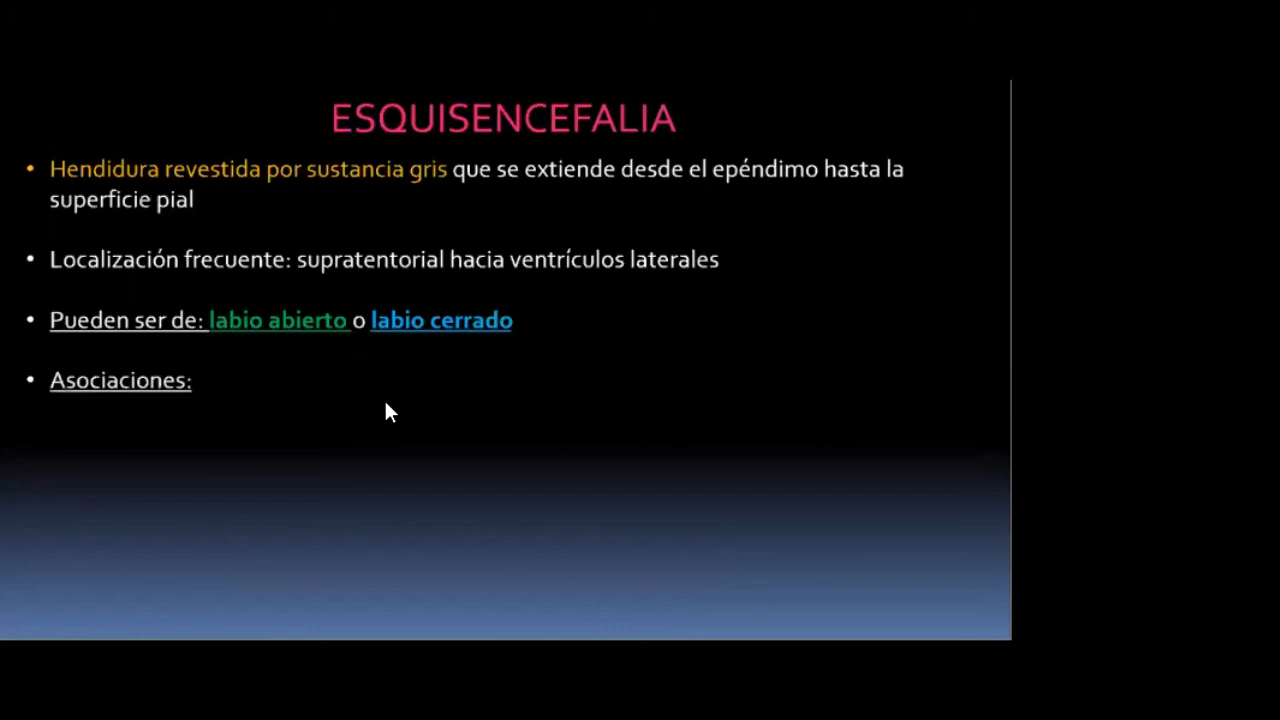 ESQUISENCEFALIA
• Hendidura revestida por sustancia gris que se extiende desde el epéndimo hasta la
superficie pial
• Localización frecuente: supratentorial hacia ventrículos laterales
• Pueden ser de: labio abierto o labio cerrado
• Asociaciones: